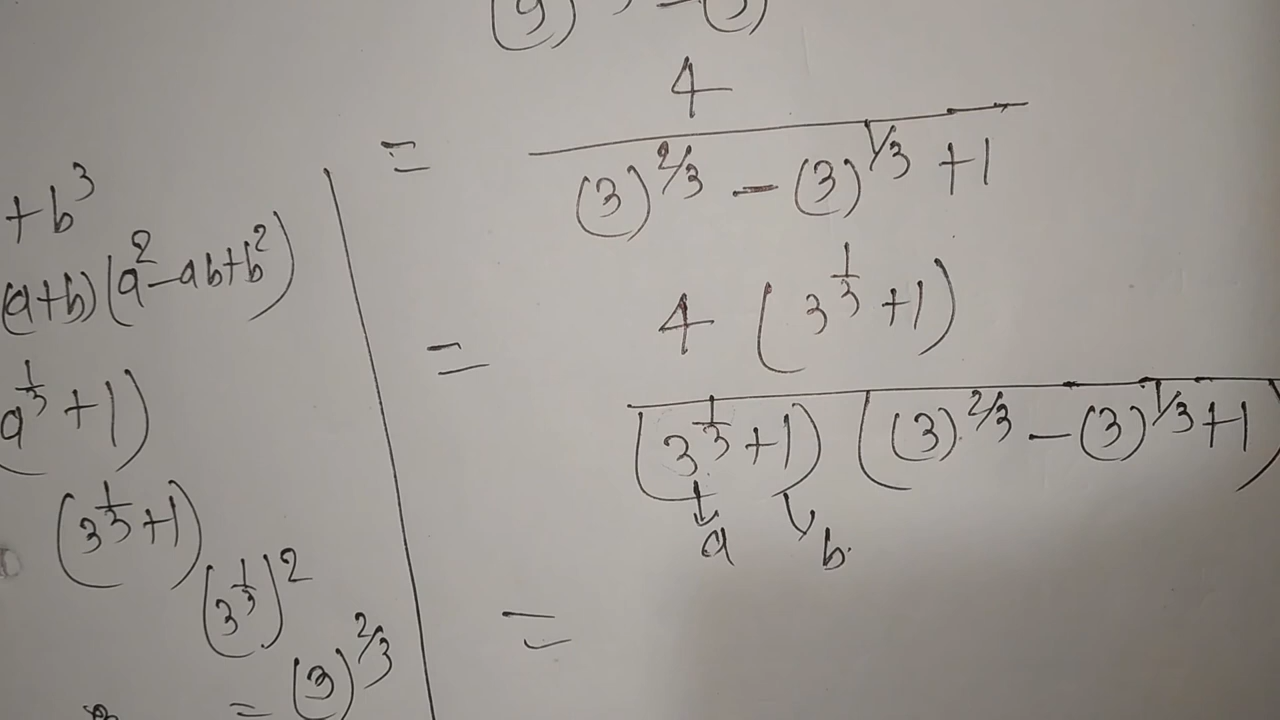 + b³
(a+b)(a²-ab+b²)
a^{1/3} + 1)
(3^{1/3} + 1)
(3^{1/3})²
= (3)^{2/3}
= 4 / ((3)^{2/3} - (3)^{1/3} + 1)
= 4 (3^{1/3} + 1) / ((3^{1/3} + 1) ((3)^{2/3} - (3)^{1/3} + 1)
a b.
=